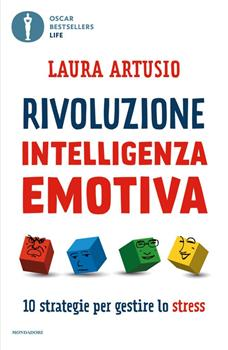 OSCAR
BESTSELLERS
LIFE
LAURA ARTUSIO
RIVOLUZIONE
INTELLIGENZA
EMOTIVA
10 strategie per gestire lo stress
MONDADORI